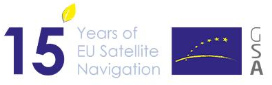 15 Years of
EU Satellite
Navigation
GSA